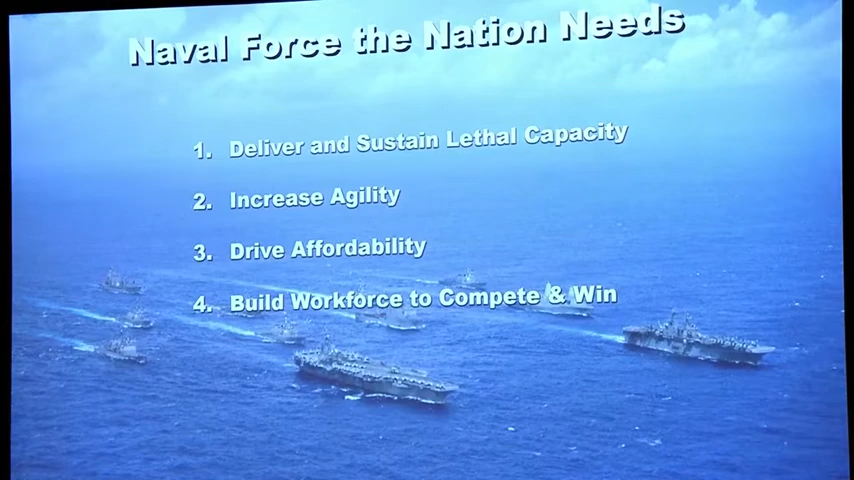 Naval Force the Nation Needs
1. Deliver and Sustain Lethal Capacity
2. Increase Agility
3. Drive Affordability
4. Build Workforce to Compete & Win